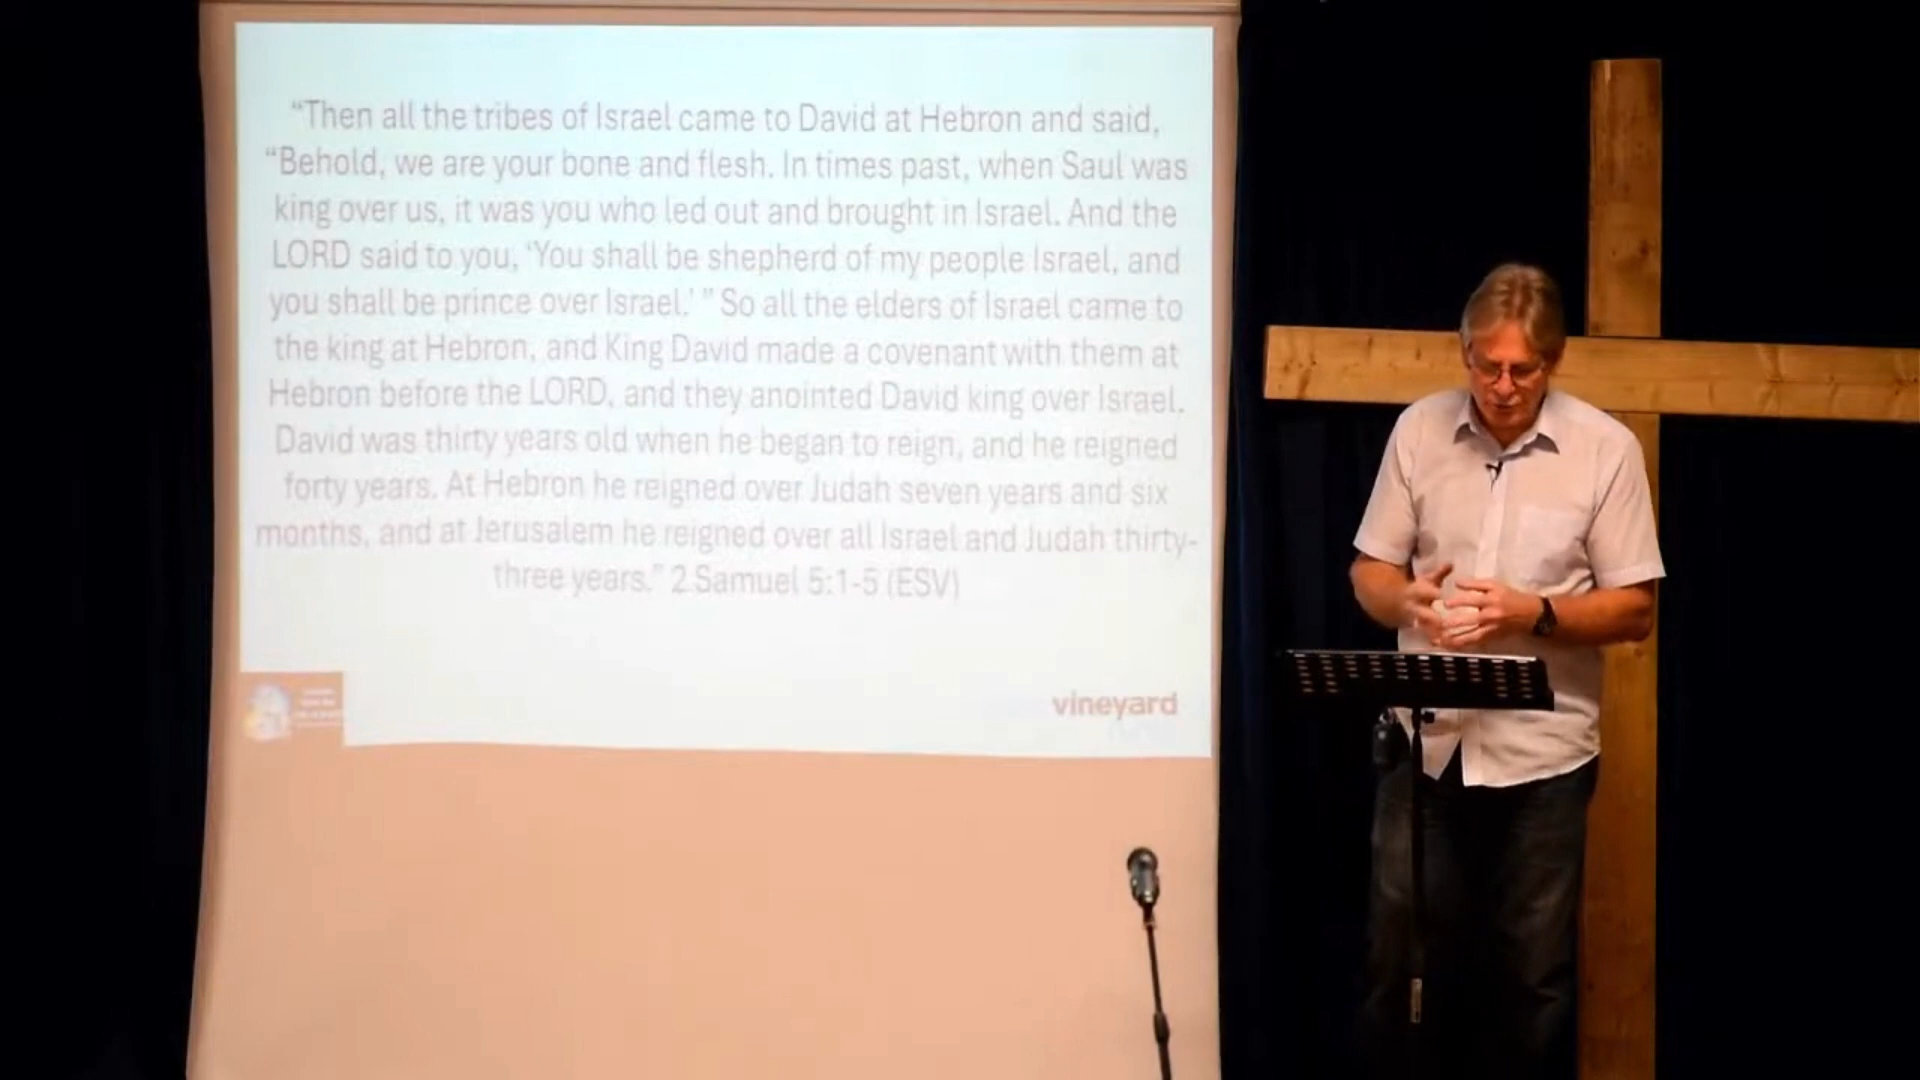 “Then all the tribes of Israel came to David at Hebron and said,
“Behold, we are your bone and flesh. In times past, when Saul was
king over us, it was you who led out and brought in Israel. And the
LORD said to you, ‘You shall be shepherd of my people Israel, and
you shall be prince over Israel.’ ” So all the elders of Israel came to
the king at Hebron, and King David made a covenant with them at
Hebron before the LORD, and they anointed David king over Israel.
David was thirty years old when he began to reign, and he reigned
forty years. At Hebron he reigned over Judah seven years and six
months, and at Jerusalem he reigned over all Israel and Judah thirty-
three years.” 2 Samuel 5:1-5 (ESV)
vineyard